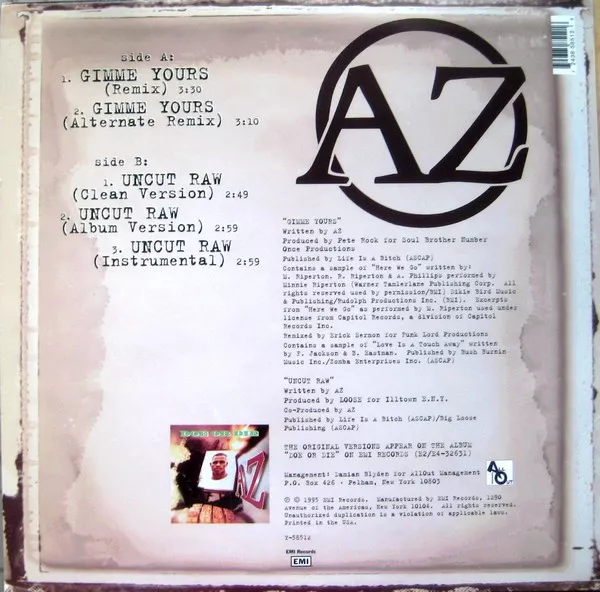 side A:
1. GIMME YOURS
(Remix) 3:30
2. GIMME YOURS
(Alternate Remix) 3:10
side B:
1. UNCUT RAW
(Clean Version) 2:49
2. UNCUT RAW
(Album Version) 2:59
3. UNCUT RAW
(Instrumental) 2:59
AZ
"GIMME YOURS"
Written by AZ
Produced by Pete Rock for Soul Brother Number
Once Productions
Published by Life Is A Bitch (ASCAP)
Contains a sample of "Here We Go" written by:
M. Riperton, R. Riperton & A. Phillips performed by
Minnie Riperton (Warner Tamlerlane Publishing Corp. All
rights reserved used by permission/EMI) Dikie Bird Music
& Publishing/Rudolph Productions Inc. (BMI). Excerpts
from "Here We Go" as performed by M. Riperton used under
license from Capitol Records, a division of Capitol
Records Inc.
Remixed by Erick Sermon for Funk Lord Productions
Contains a sample of "Love Is A Touch Away" written
by F. Jackson & B. Eastman. Published by Bush Burnin
Music Inc./Zomba Enterprises Inc. (ASCAP)
"UNCUT RAW"
Written by AZ
Produced by LOOSE for Illtown E.N.Y.
Co-Produced by AZ
Published by Life Is A Bitch (ASCAP)/Big Loose
Publishing (ASCAP)
THE ORIGINAL VERSIONS APPEAR ON THE ALBUM
"DOE OR DIE" ON EMI RECORDS (E2/E4-32631)
Management: Damian Blyden for AllOut Management
P.O. Box 426 - Pelham, New York 10803
DOE OR DIE
AZ
℗ © 1995 EMI Records. Manufactured by EMI Records, 1290
Avenue of the Americas, New York 10104. All rights reserved.
Unauthorized duplication is a violation of applicable laws.
Printed in the USA.
Y-58512
EMI Records
EMI